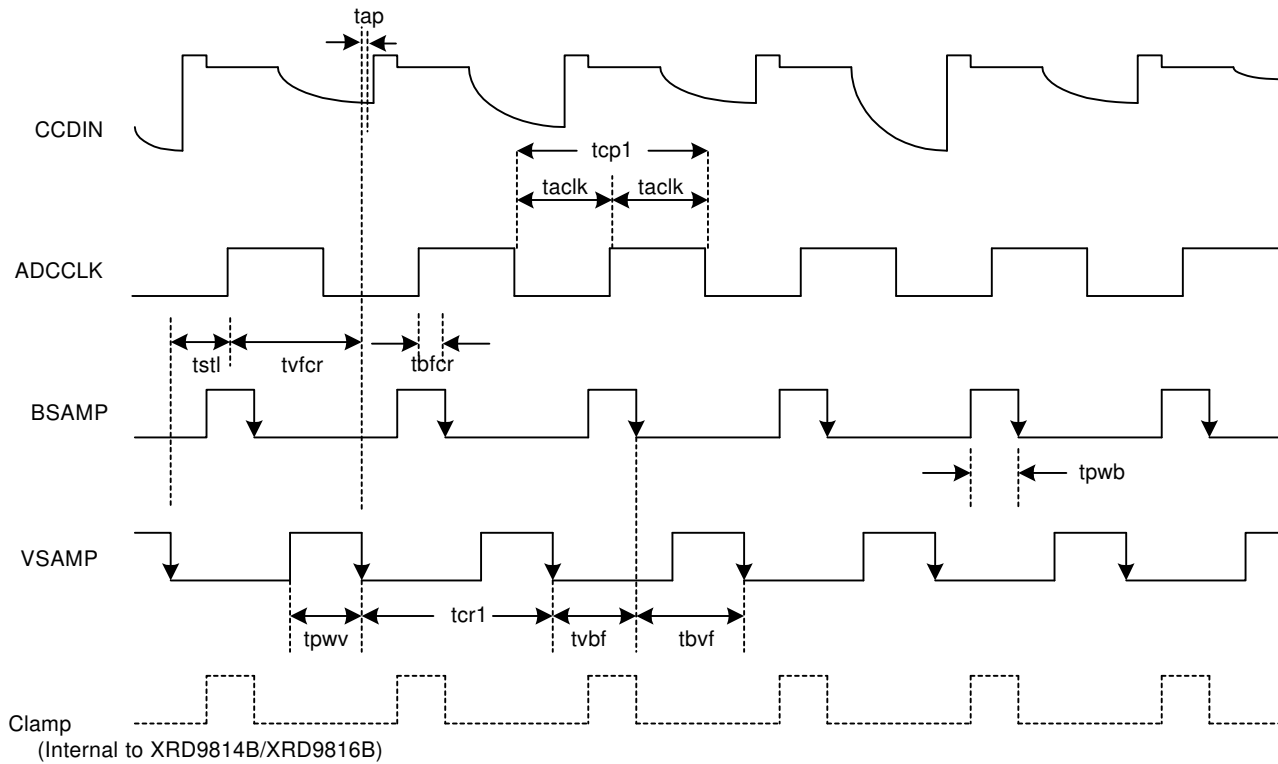 tap
CCDIN
tcp1
taclk taclk
ADCCLK
tstl tvfcr tbfcr
BSAMP
tpwb
VSAMP
tcr1
tpwv tvbf tbvf
Clamp
(Internal to XRD9814B/XRD9816B)